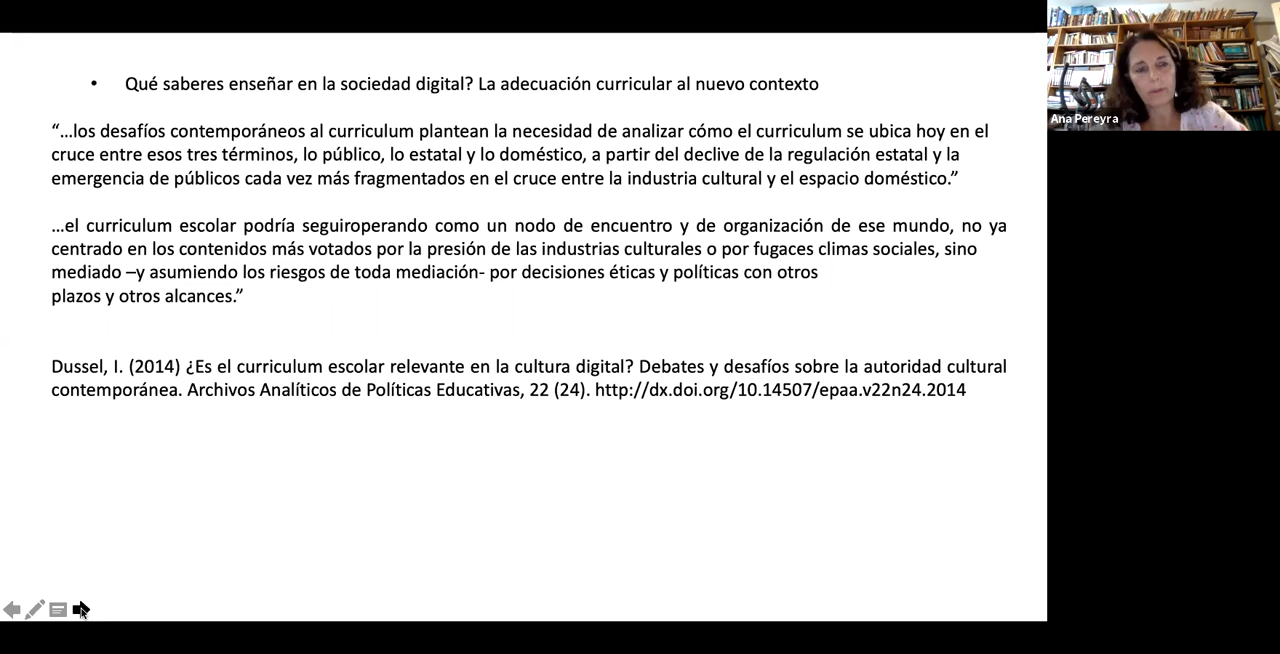 • Qué saberes enseñar en la sociedad digital? La adecuación curricular al nuevo contexto
“…los desafíos contemporáneos al curriculum plantean la necesidad de analizar cómo el curriculum se ubica hoy en el
cruce entre esos tres términos, lo público, lo estatal y lo doméstico, a partir del declive de la regulación estatal y la
emergencia de públicos cada vez más fragmentados en el cruce entre la industria cultural y el espacio doméstico.”
…el curriculum escolar podría seguiroperando como un nodo de encuentro y de organización de ese mundo, no ya
centrado en los contenidos más votados por la presión de las industrias culturales o por fugaces climas sociales, sino
mediado –y asumiendo los riesgos de toda mediación- por decisiones éticas y políticas con otros
plazos y otros alcances.”
Dussel, I. (2014) ¿Es el curriculum escolar relevante en la cultura digital? Debates y desafíos sobre la autoridad cultural
contemporánea. Archivos Analíticos de Políticas Educativas, 22 (24). http://dx.doi.org/10.14507/epaa.v22n24.2014
Ana Pereyra